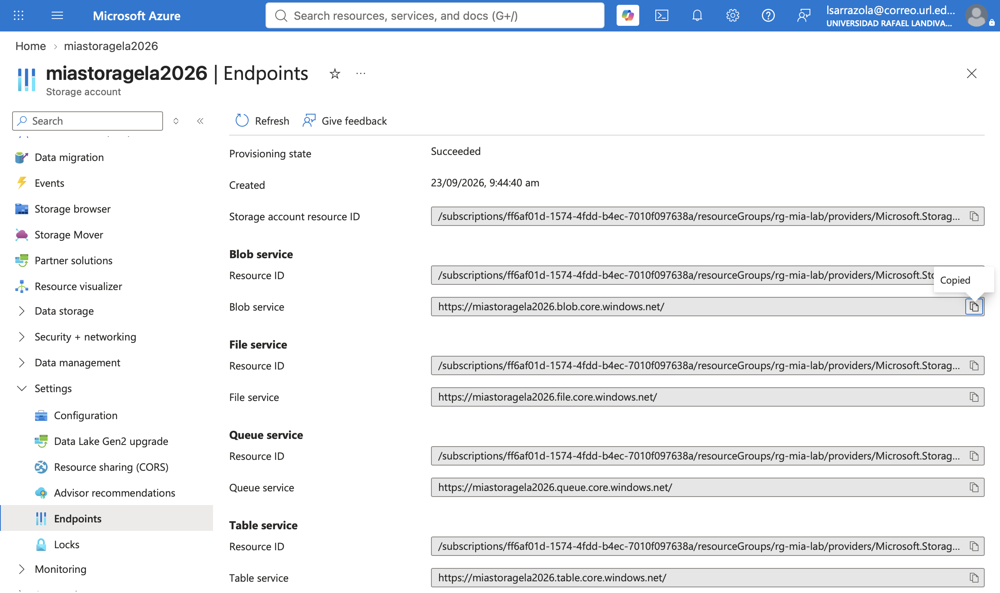 Microsoft Azure
Search resources, services, and docs (G+/)
lsarrazola@correo.url.ed...
UNIVERSIDAD RAFAEL LANDIVA...
Home > miastoragela2026
miastoragela2026 | Endpoints
Storage account
Search
Refresh
Give feedback
Data migration
Events
Storage browser
Storage Mover
Partner solutions
Resource visualizer
Data storage
Security + networking
Data management
Settings
Configuration
Data Lake Gen2 upgrade
Resource sharing (CORS)
Advisor recommendations
Endpoints
Locks
Monitoring
Provisioning state
Succeeded
Created
23/09/2026, 9:44:40 am
Storage account resource ID
/subscriptions/ff6af01d-1574-4fdd-b4ec-7010f097638a/resourceGroups/rg-mia-lab/providers/Microsoft.Storag...
Blob service
Resource ID
/subscriptions/ff6af01d-1574-4fdd-b4ec-7010f097638a/resourceGroups/rg-mia-lab/providers/Microsoft.Sto
Copied
Blob service
https://miastoragela2026.blob.core.windows.net/
File service
Resource ID
/subscriptions/ff6af01d-1574-4fdd-b4ec-7010f097638a/resourceGroups/rg-mia-lab/providers/Microsoft.Storag...
File service
https://miastoragela2026.file.core.windows.net/
Queue service
Resource ID
/subscriptions/ff6af01d-1574-4fdd-b4ec-7010f097638a/resourceGroups/rg-mia-lab/providers/Microsoft.Storag...
Queue service
https://miastoragela2026.queue.core.windows.net/
Table service
Resource ID
/subscriptions/ff6af01d-1574-4fdd-b4ec-7010f097638a/resourceGroups/rg-mia-lab/providers/Microsoft.Storag...
Table service
https://miastoragela2026.table.core.windows.net/